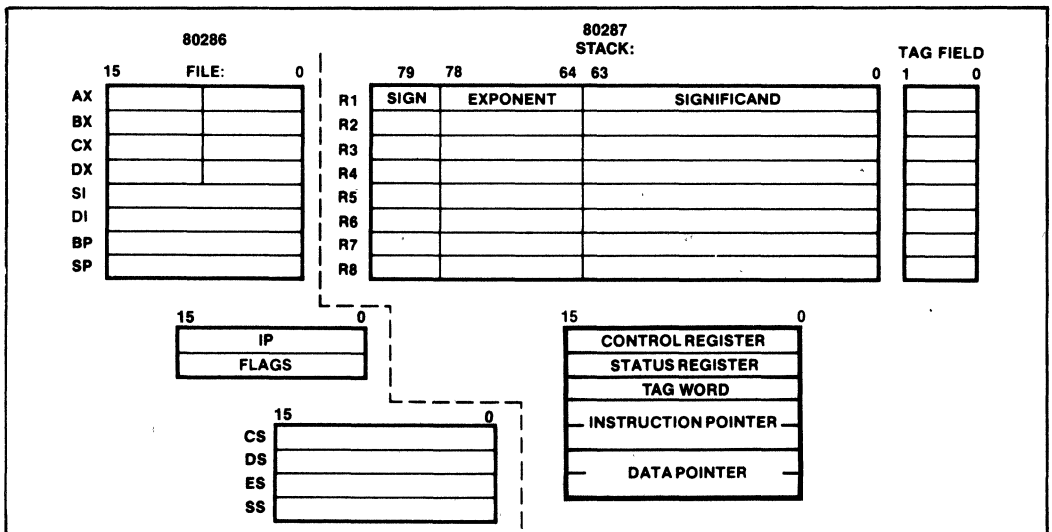 80286
FILE:
15 0
AX
BX
CX
DX
SI
DI
BP
SP
80287
STACK:
79 78 64 63 0
R1 SIGN EXPONENT SIGNIFICAND
R2
R3
R4
R5
R6
R7
R8
TAG FIELD
1 0
15 0
IP
FLAGS
15 0
CS
DS
ES
SS
15 0
CONTROL REGISTER
STATUS REGISTER
TAG WORD
INSTRUCTION POINTER
DATA POINTER